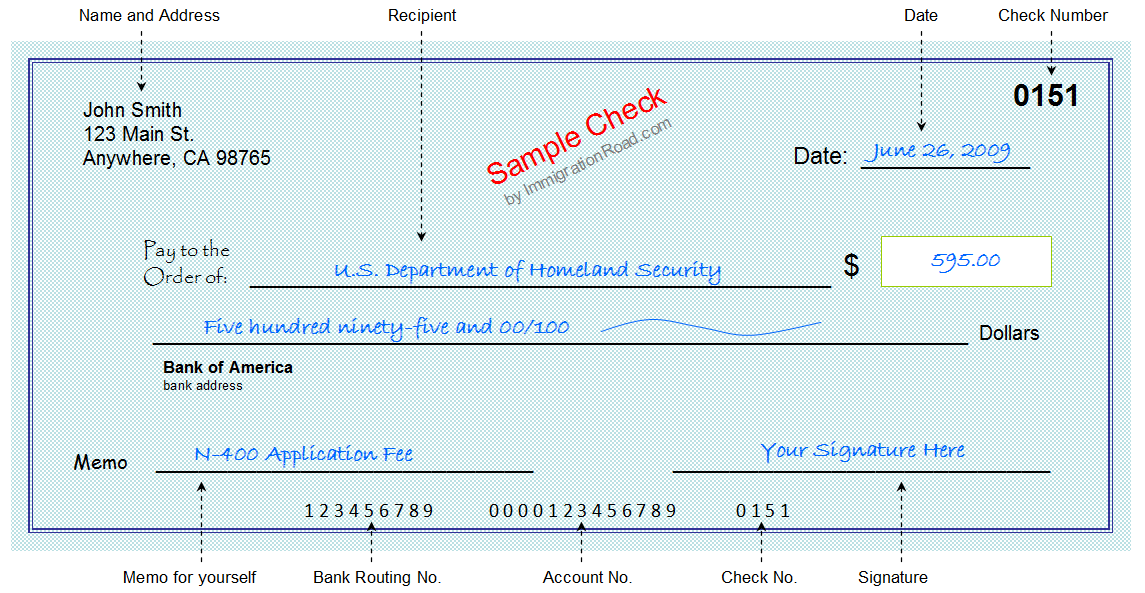 Name and Address Recipient Date Check Number
0151
John Smith
123 Main St.
Anywhere, CA 98765
Sample Check
by ImmigrationRoad.com
Date: June 26, 2009
Pay to the
Order of: U.S. Department of Homeland Security $ 595.00
Five hundred ninety-five and 00/100 Dollars
Bank of America
bank address
Memo N-400 Application Fee Your Signature Here
123456789 0000123456789 0151
Memo for yourself Bank Routing No. Account No. Check No. Signature